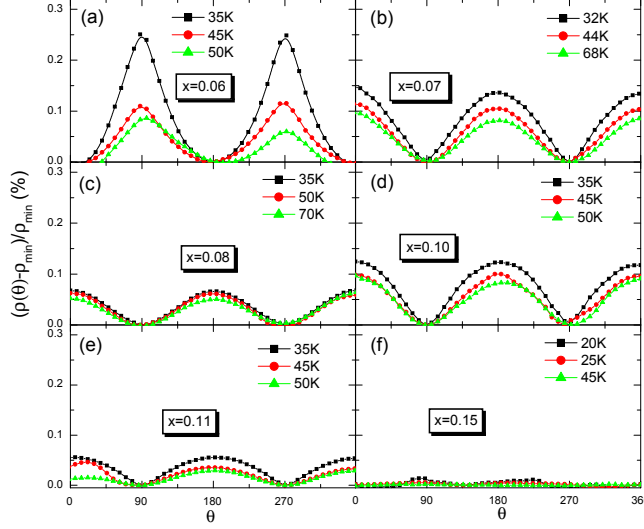 (a)
35K
45K
50K
x=0.06
0.3
0.2
0.1
0.0
(b)
32K
44K
68K
x=0.07
(c)
35K
50K
70K
x=0.08
0.3
0.2
0.1
0.0
(d)
35K
45K
50K
x=0.10
(ρ(θ)-ρmin)/ρmin (%)
(e)
35K
45K
50K
x=0.11
0.3
0.2
0.1
0.0
0 90 180 270
θ
(f)
20K
25K
45K
x=0.15
0 90 180 270
θ